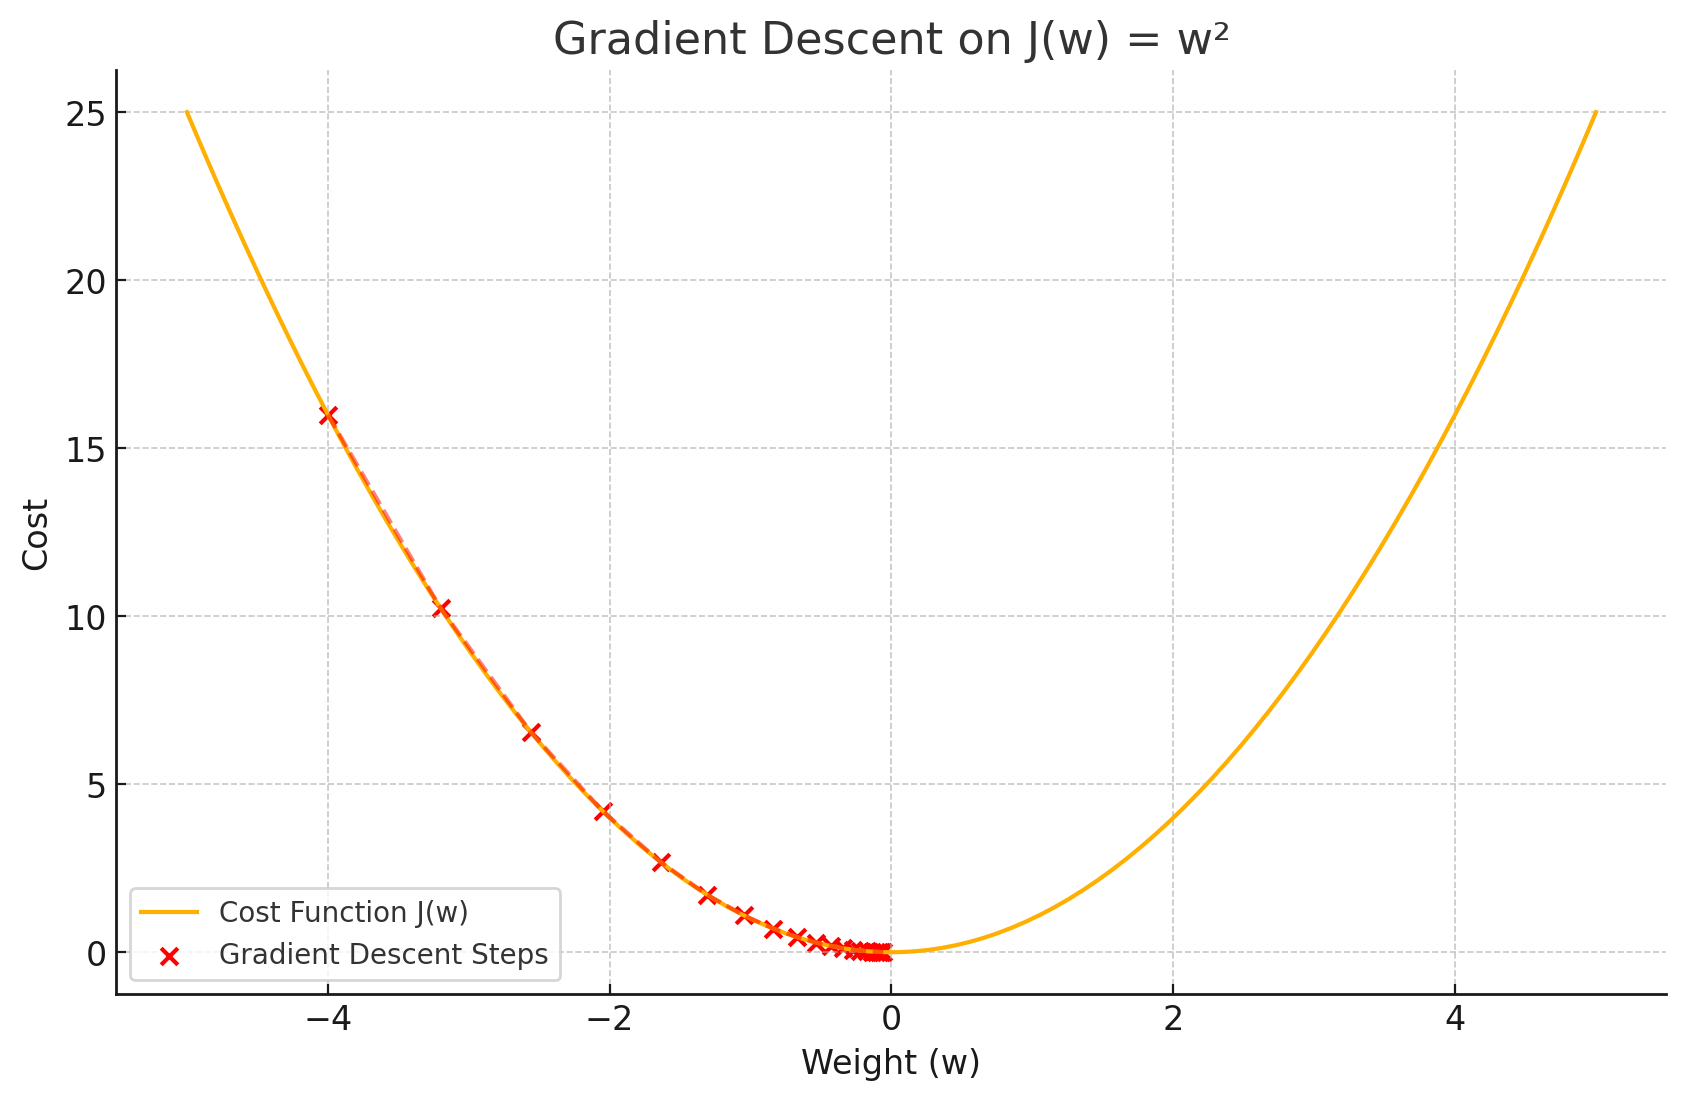 Gradient Descent on J(w) = w²
25
20
15
10
5
0
Cost
Cost Function J(w)
Gradient Descent Steps
−4
−2
0
2
4
Weight (w)